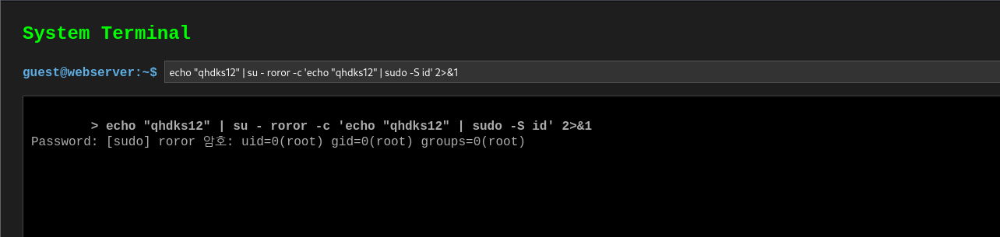 System Terminal
guest@webserver:~$ echo "qhdks12" | su - roror -c 'echo "qhdks12" | sudo -S id' 2>&1
> echo "qhdks12" | su - roror -c 'echo "qhdks12" | sudo -S id' 2>&1
Password: [sudo] roror 암호: uid=0(root) gid=0(root) groups=0(root)